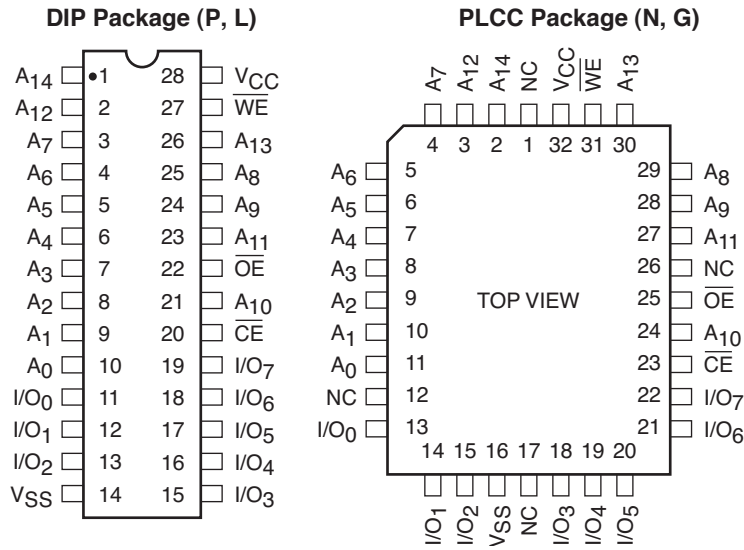 DIP Package (P, L)
A14 1 28 VCC
A12 2 27 WE
A7 3 26 A13
A6 4 25 A8
A5 5 24 A9
A4 6 23 A11
A3 7 22 OE
A2 8 21 A10
A1 9 20 CE
A0 10 19 I/O7
I/O0 11 18 I/O6
I/O1 12 17 I/O5
I/O2 13 16 I/O4
VSS 14 15 I/O3
PLCC Package (N, G)
A7 A12 A14 NC VCC WE A13
4 3 2 1 32 31 30
A6 5 29 A8
A5 6 28 A9
A4 7 27 A11
A3 8 26 NC
A2 9 TOP VIEW 25 OE
A1 10 24 A10
A0 11 23 CE
NC 12 22 I/O7
I/O0 13 21 I/O6
14 15 16 17 18 19 20
I/O1 I/O2 VSS NC I/O3 I/O4 I/O5